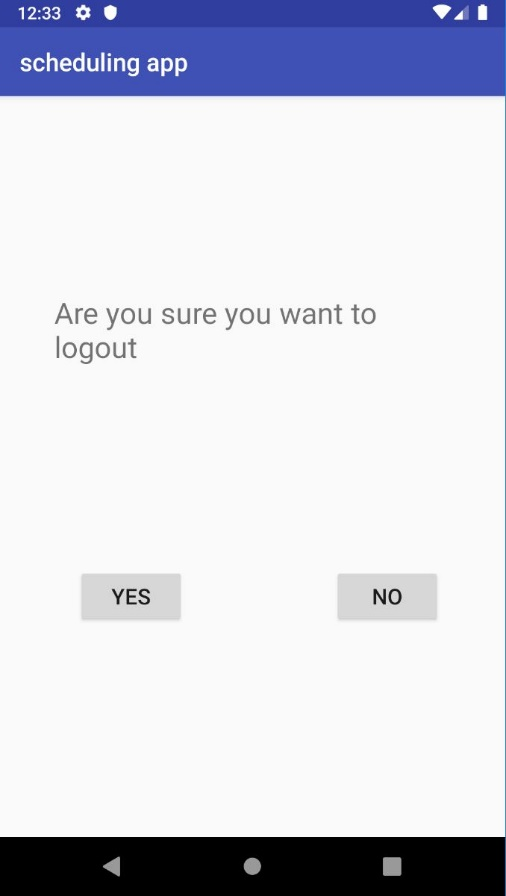 12:33
scheduling app
Are you sure you want to
logout
YES
NO